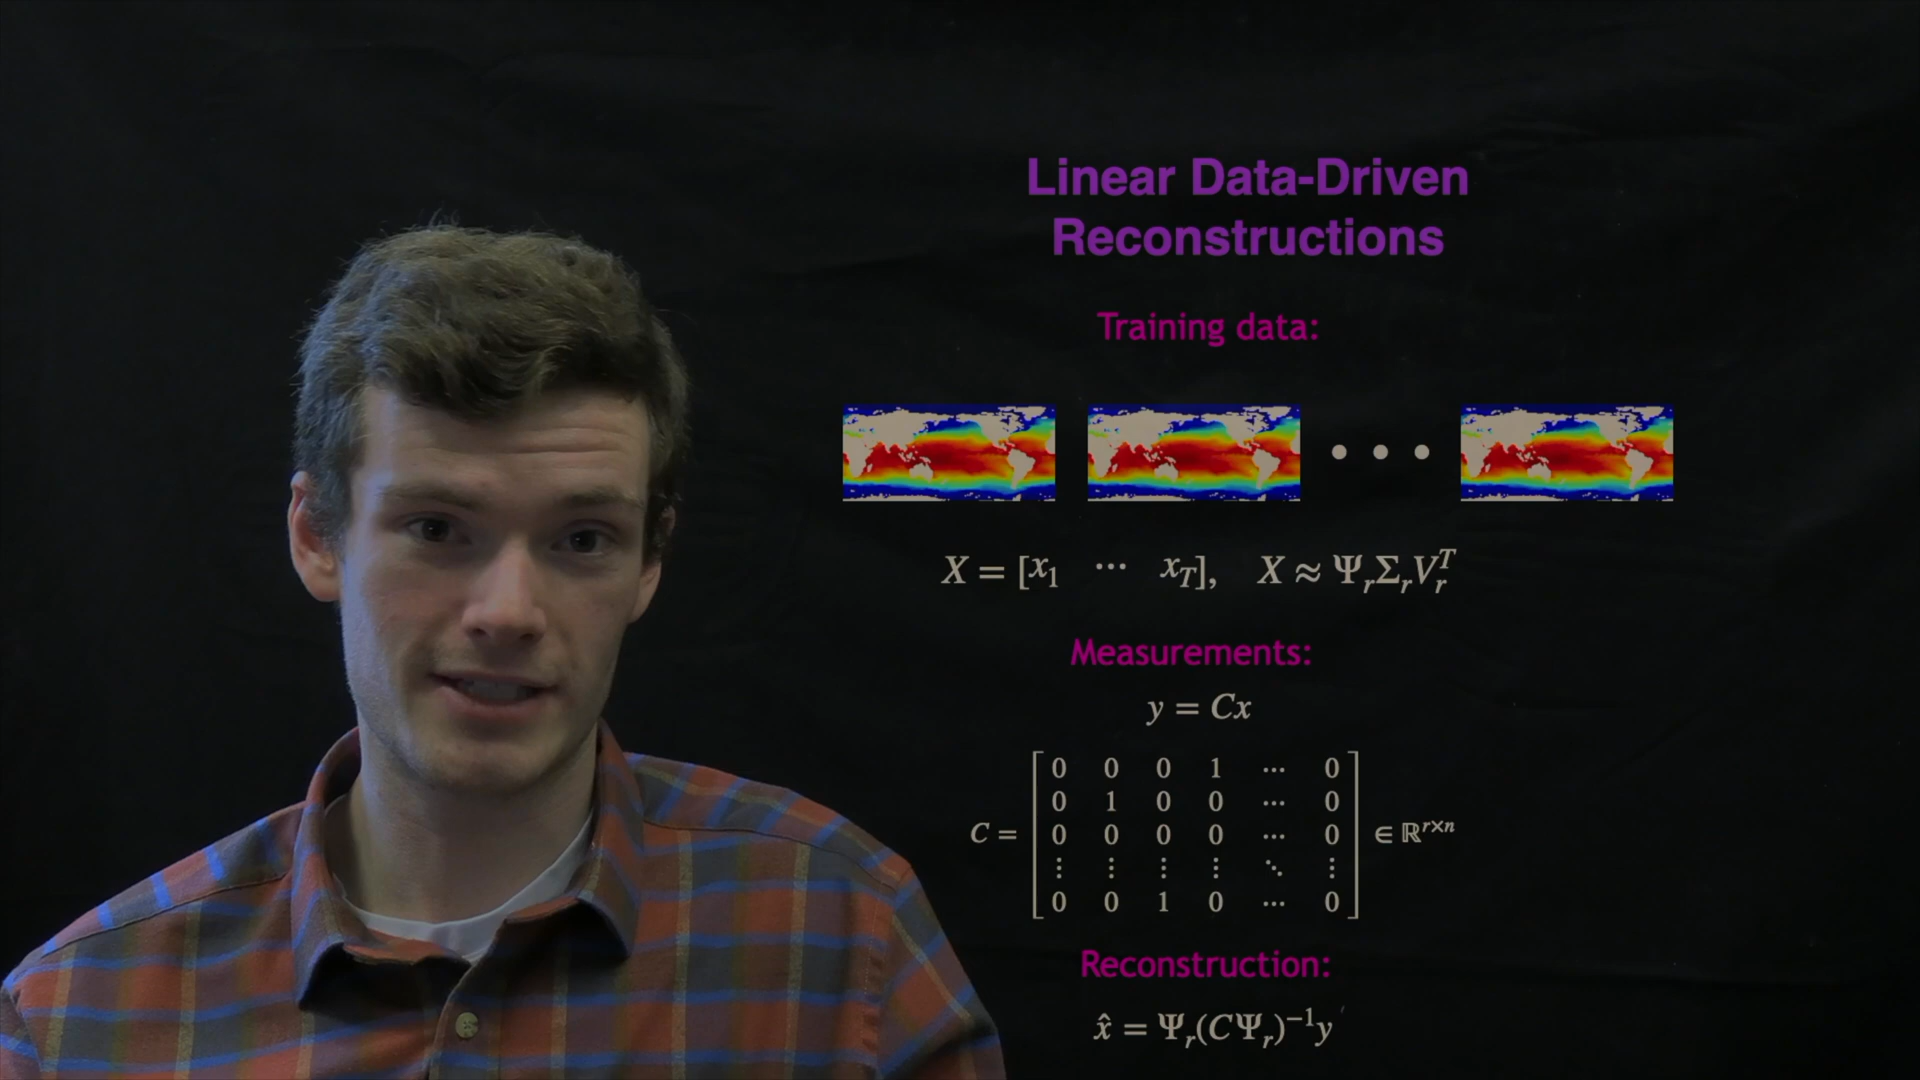 Linear Data-Driven
Reconstructions
Training data:
X = [x₁ ⋯ x_T], X ≈ Ψ_rΣ_rV_r^T
Measurements:
y = Cx
0 0 0 1 ⋯ 0
0 1 0 0 ⋯ 0
C = [ 0 0 0 0 ⋯ 0 ] ∈ ℝ^{r×n}
⋮ ⋮ ⋮ ⋮ ⋱ ⋮
0 0 1 0 ⋯ 0
Reconstruction:
x̂ = Ψ_r(CΨ_r)⁻¹y